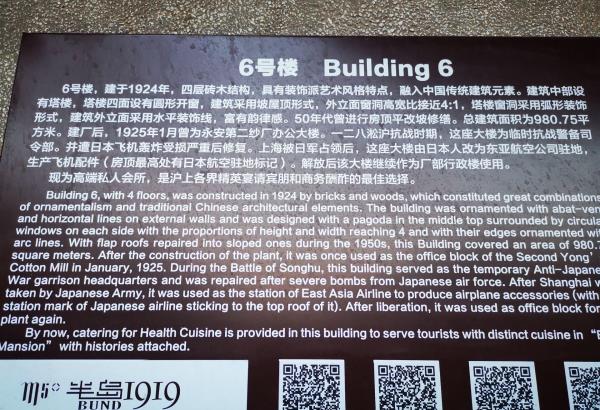 6号楼 Building 6
6号楼，建于1924年，四层砖木结构，具有装饰派艺术风格特点，融入中国传统建筑元素。建筑中部设
有塔楼，塔楼四面设有圆形开窗，建筑采用坡屋顶形式，外立面窗洞高宽比接近4:1，塔楼窗洞采用弧形装饰
形式，建筑外立面采用水平装饰线，富有韵律感。50年代曾进行房顶平改坡修缮。总建筑面积为980.75平
方米。建厂后，1925年1月曾为永安第二纱厂办公大楼。一二八淞沪抗战时期，这座大楼为临时抗战警备司
令部。并遭日本飞机轰炸受损严重后修复。上海被日军占领后，这座大楼由日本人改为东亚航空公司驻地，
生产飞机配件（房顶最高处有日本航空驻地标记）。解放后该大楼继续作为厂部行政楼使用。
现为高端私人会所，是沪上各界精英宴请宾朋和商务酬酢的最佳选择。
Building 6, with 4 floors, was constructed in 1924 by bricks and woods, which constituted great combinations
of ornamentalism and traditional Chinese architectural elements. The building was ornamented with abat-vent
and horizontal lines on external walls and was designed with a pagoda in the middle top surrounded by circula
windows on each side with the proportions of height and width reaching 4 and with their edges ornamented wit
arc lines. With flap roofs repaired into sloped ones during the 1950s, this Building covered an area of 980.7
square meters. After the construction of the plant, it was once used as the office block of the Second Yong'
Cotton Mill in January, 1925. During the Battle of Songhu, this building served as the temporary Anti-Japane
War garrison headquarters and was repaired after severe bombs from Japanese air force. After Shanghai w
taken by Japanese Army, it was used as the station of East Asia Airline to produce airplane accessories (with
station mark of Japanese airline sticking to the top roof of it). After liberation, it was used as office block for
plant again.
By now, catering for Health Cuisine is provided in this building to serve tourists with distinct cuisine in “B
Mansion” with histories attached.
m50 半岛1919
BUND